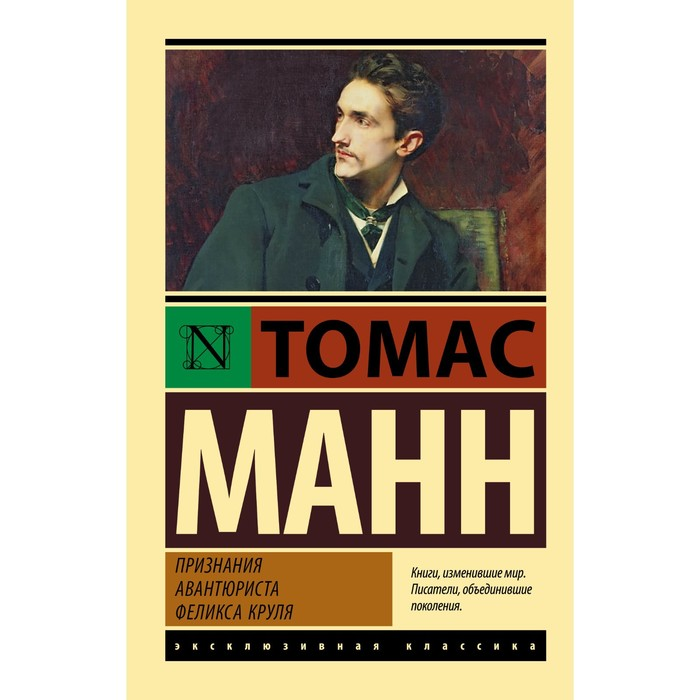 N
ТОМАС
МАНН
ПРИЗНАНИЯ
АВАНТЮРИСТА
ФЕЛИКСА КРУЛЯ
Книги, изменившие мир.
Писатели, объединившие
поколения.
эксклюзивная классика